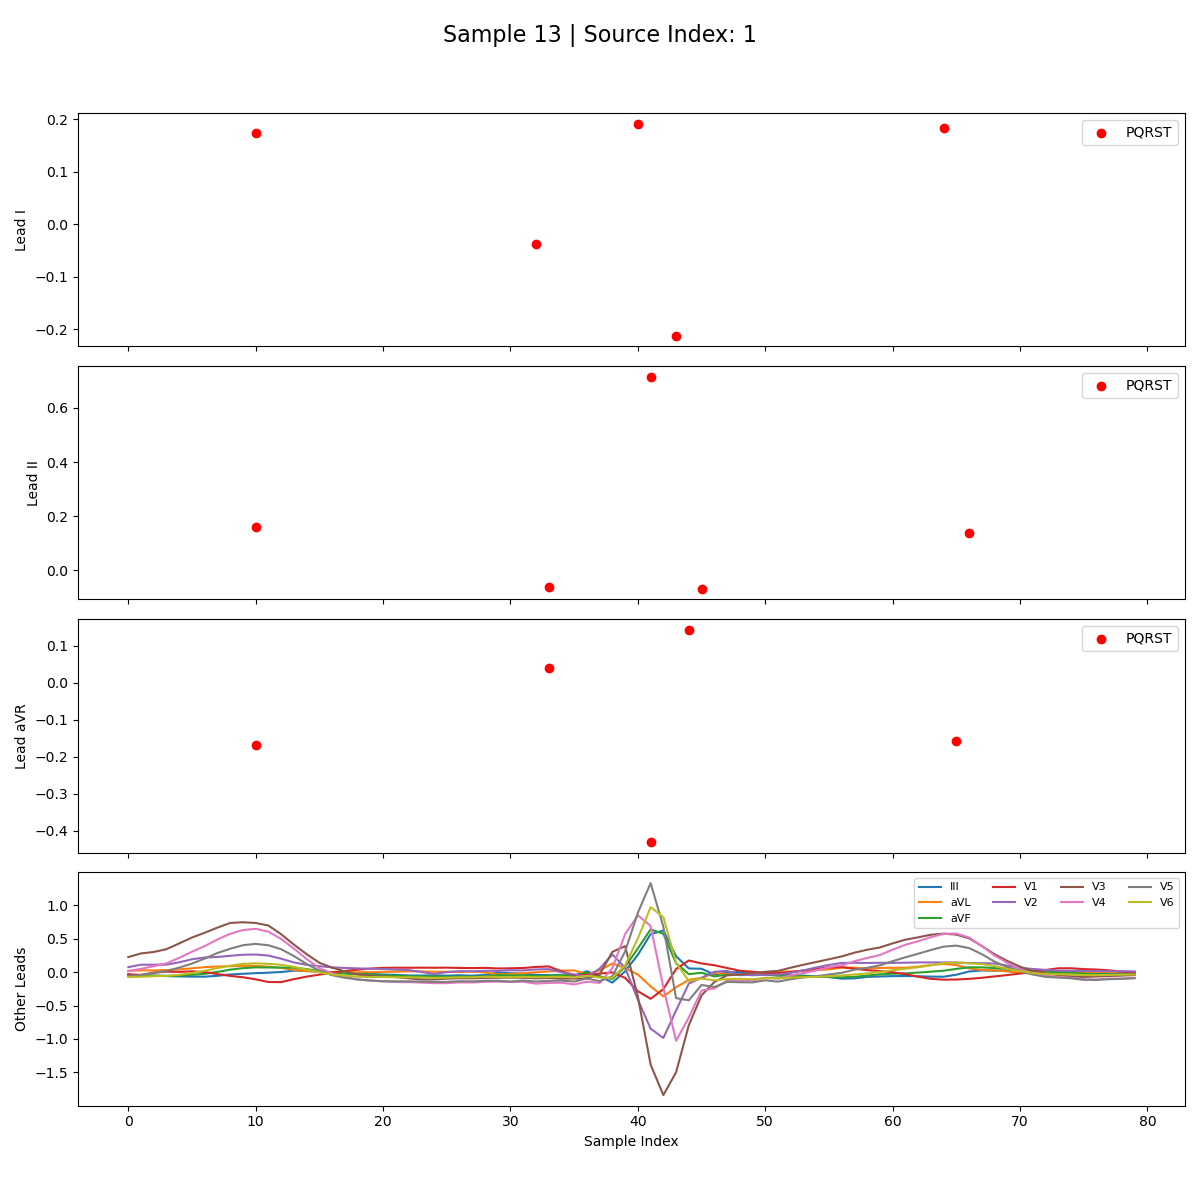 Sample 13 | Source Index: 1
0.2
0.1
0.0
−0.1
−0.2
Lead I
PQRST
0.6
0.4
0.2
0.0
Lead II
PQRST
0.1
0.0
−0.1
−0.2
−0.3
−0.4
Lead aVR
PQRST
1.0
0.5
0.0
−0.5
−1.0
−1.5
Other Leads
III V1 V3 V5
aVL V2 V4 V6
aVF
0 10 20 30 40 50 60 70 80
Sample Index